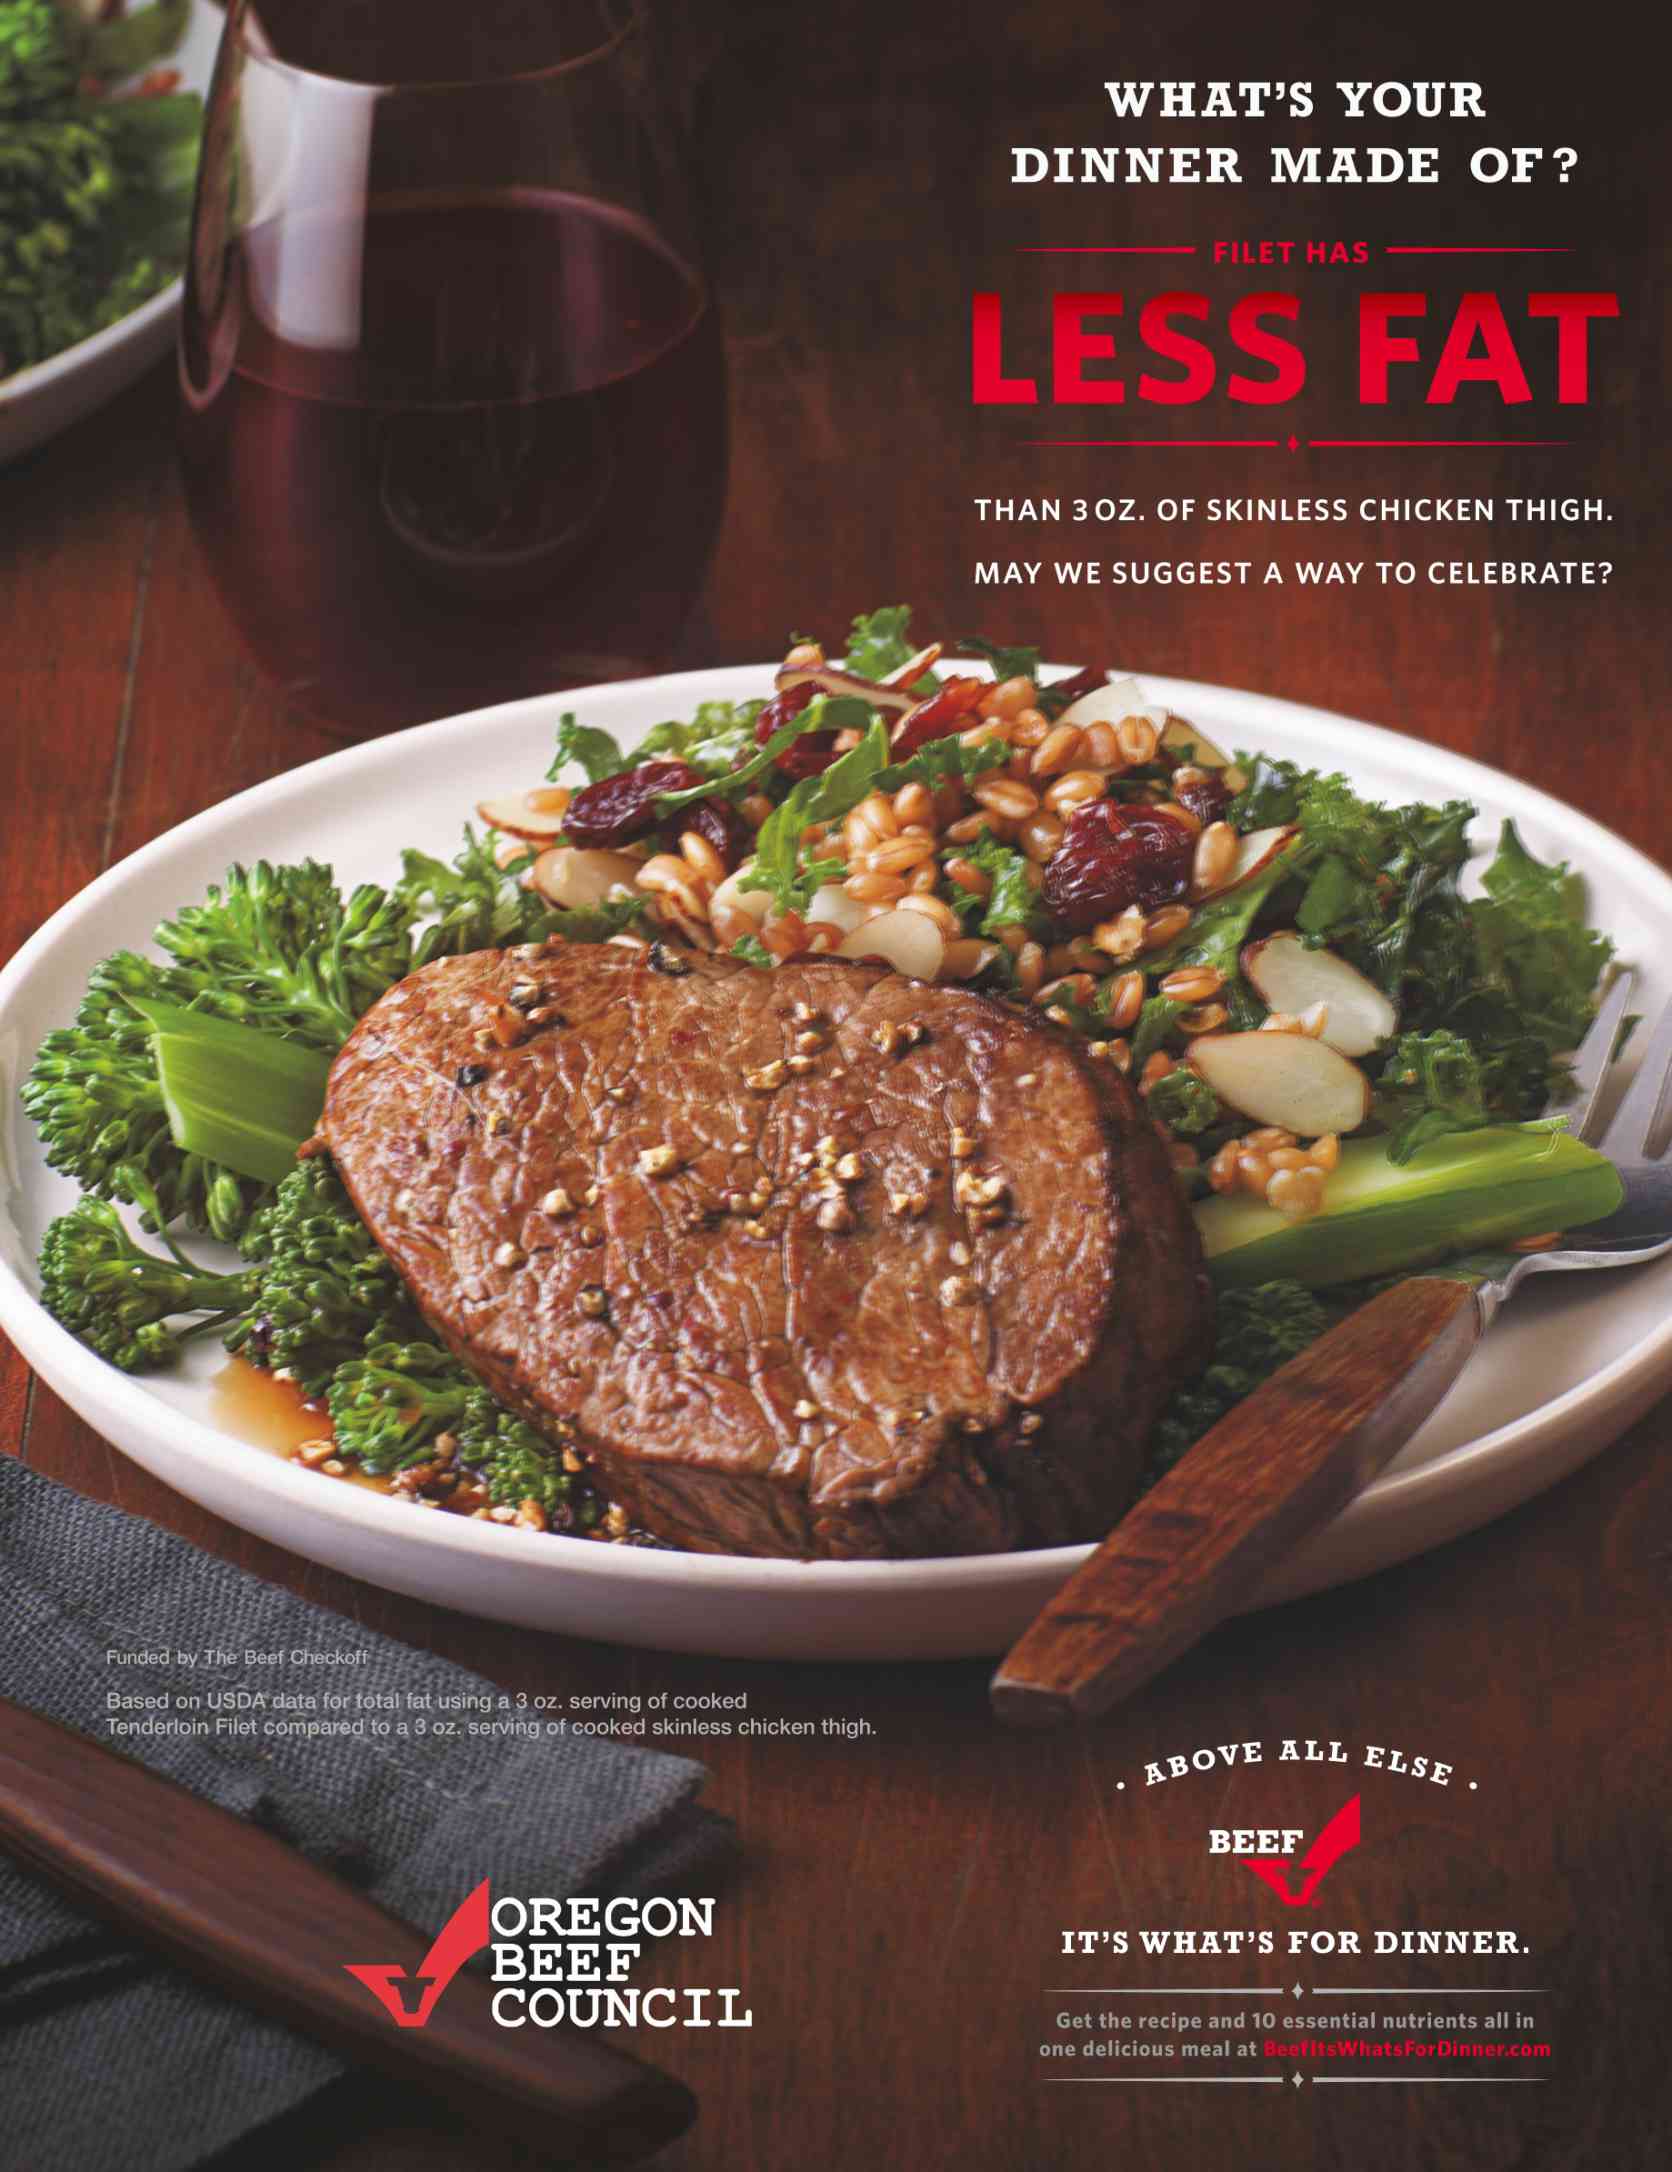 WHAT'S YOUR
DINNER MADE OF?
FILET HAS
LESS FAT
THAN 3 OZ. OF SKINLESS CHICKEN THIGH.
MAY WE SUGGEST A WAY TO CELEBRATE?
Funded by The Beef Checkoff
Based on USDA data for total fat using a 3 oz. serving of cooked
Tenderloin Filet compared to a 3 oz. serving of cooked skinless chicken thigh.
OREGON
BEEF
COUNCIL
• ABOVE ALL ELSE •
BEEF
IT'S WHAT'S FOR DINNER.
Get the recipe and 10 essential nutrients all in
one delicious meal at BeefItsWhatsForDinner.com